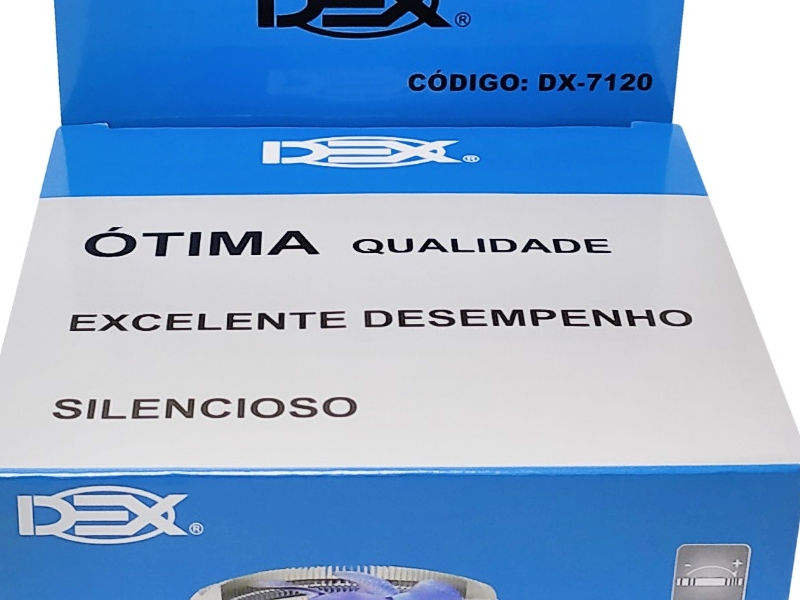 DEX®
CÓDIGO: DX-7120
DEX®
ÓTIMA QUALIDADE
EXCELENTE DESEMPENHO
SILENCIOSO
DEX®
- +